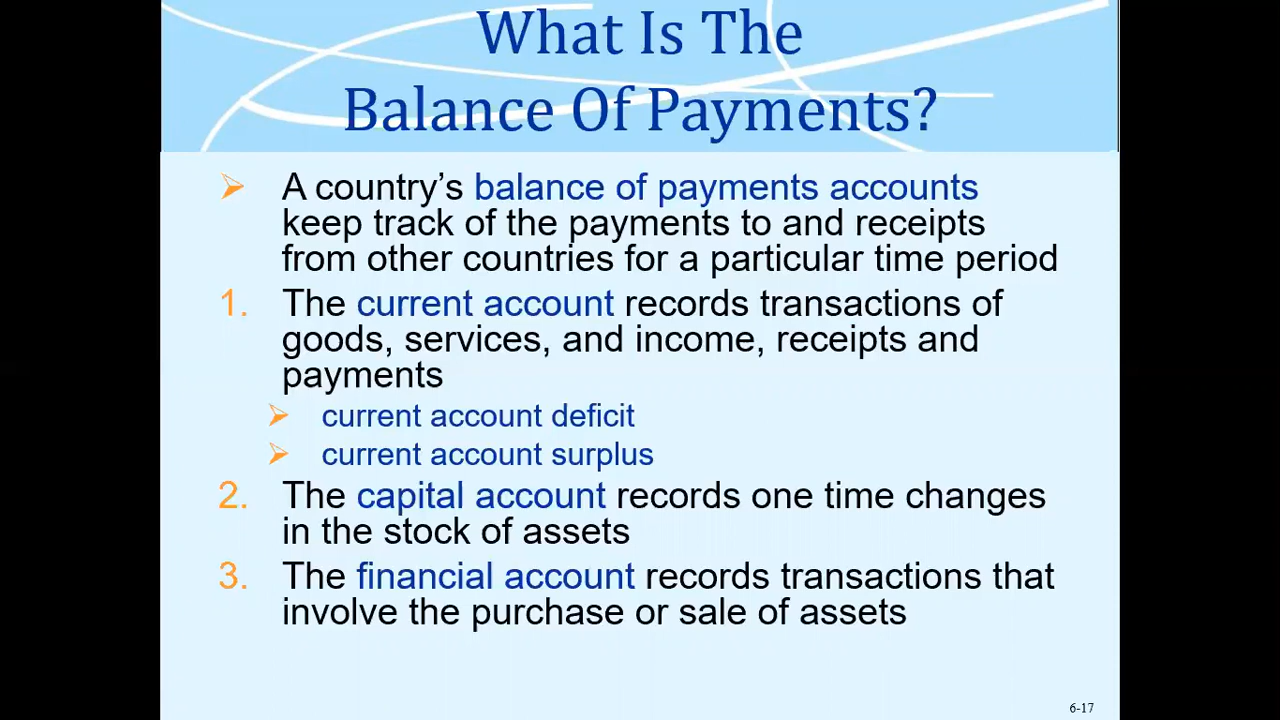 What Is The
Balance Of Payments?
➢ A country’s balance of payments accounts
keep track of the payments to and receipts
from other countries for a particular time period
1. The current account records transactions of
goods, services, and income, receipts and
payments
➢ current account deficit
➢ current account surplus
2. The capital account records one time changes
in the stock of assets
3. The financial account records transactions that
involve the purchase or sale of assets
6-17